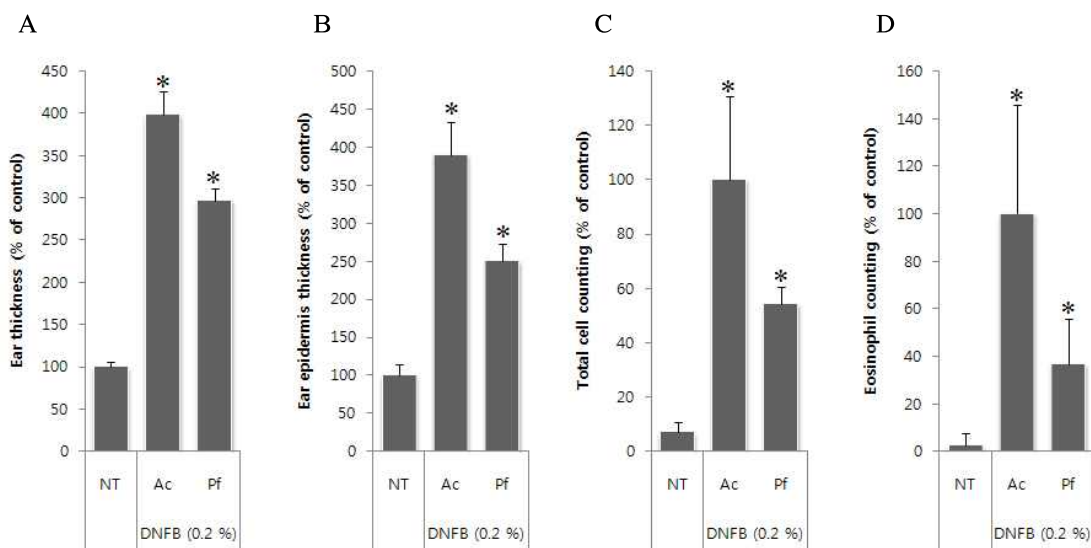 A
Ear thickness (% of control)
450
400
350
300
250
200
150
100
50
0
*
*
NT
Ac
Pf
DNFB (0.2 %)
B
Ear epidermis thickness (% of control)
500
450
400
350
300
250
200
150
100
50
0
*
*
NT
Ac
Pf
DNFB (0.2 %)
C
Total cell counting (% of control)
140
120
100
80
60
40
20
0
*
*
NT
Ac
Pf
DNFB (0.2 %)
D
Eosinophil counting (% of control)
160
140
120
100
80
60
40
20
0
*
*
NT
Ac
Pf
DNFB (0.2 %)